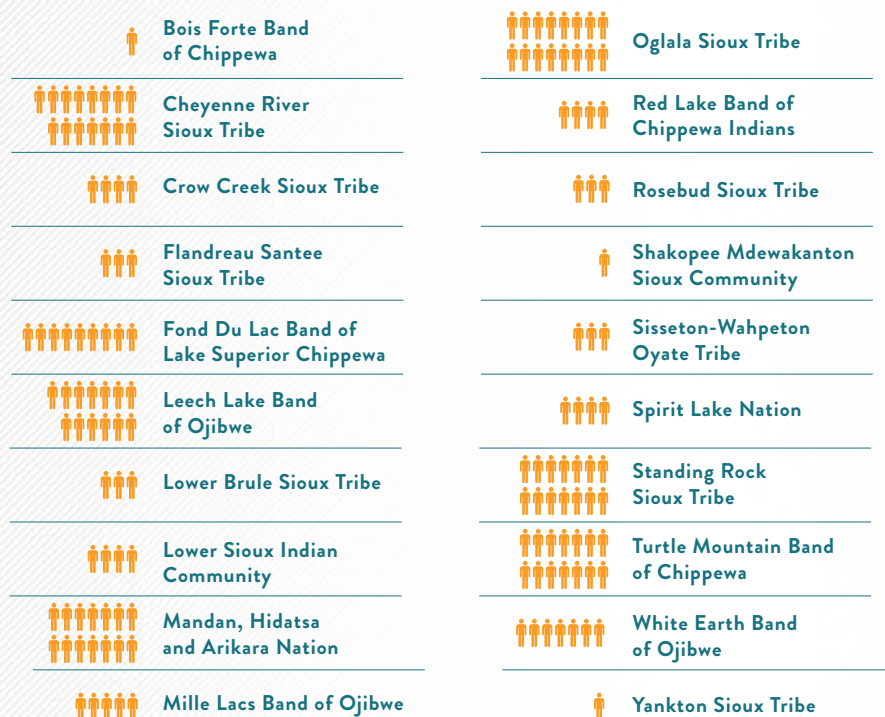 Bois Forte Band
of Chippewa
Cheyenne River
Sioux Tribe
Crow Creek Sioux Tribe
Flandreau Santee
Sioux Tribe
Fond Du Lac Band of
Lake Superior Chippewa
Leech Lake Band
of Ojibwe
Lower Brule Sioux Tribe
Lower Sioux Indian
Community
Mandan, Hidatsa
and Arikara Nation
Mille Lacs Band of Ojibwe
Oglala Sioux Tribe
Red Lake Band of
Chippewa Indians
Rosebud Sioux Tribe
Shakopee Mdewakanton
Sioux Community
Sisseton-Wahpeton
Oyate Tribe
Spirit Lake Nation
Standing Rock
Sioux Tribe
Turtle Mountain Band
of Chippewa
White Earth Band
of Ojibwe
Yankton Sioux Tribe